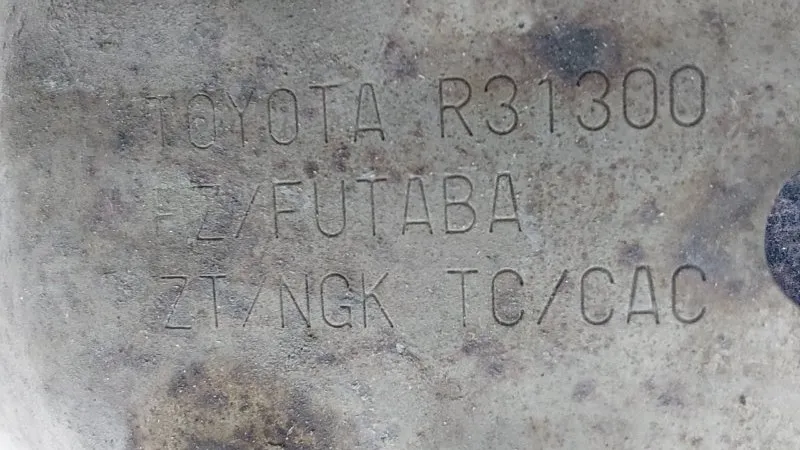 TOYOTA R31300
FZ/FUTABA
ZT/NGK TC/CAC